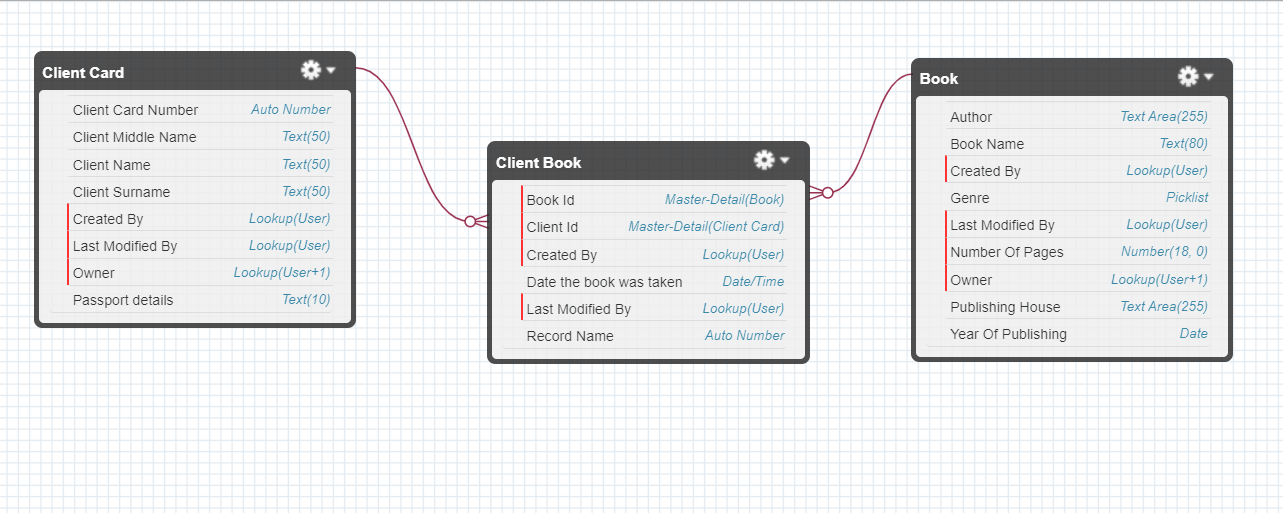 Client Card
Client Card Number Auto Number
Client Middle Name Text(50)
Client Name Text(50)
Client Surname Text(50)
Created By Lookup(User)
Last Modified By Lookup(User)
Owner Lookup(User+1)
Passport details Text(10)
Client Book
Book Id Master-Detail(Book)
Client Id Master-Detail(Client Card)
Created By Lookup(User)
Date the book was taken Date/Time
Last Modified By Lookup(User)
Record Name Auto Number
Book
Author Text Area(255)
Book Name Text(80)
Created By Lookup(User)
Genre Picklist
Last Modified By Lookup(User)
Number Of Pages Number(18, 0)
Owner Lookup(User+1)
Publishing House Text Area(255)
Year Of Publishing Date